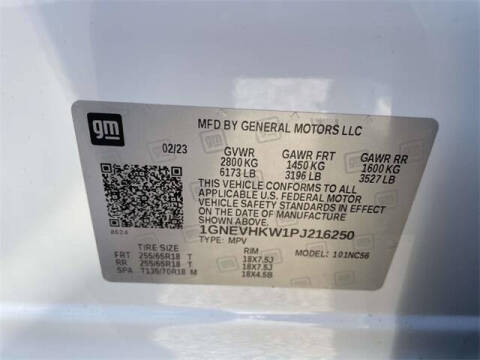 gm
MFD BY GENERAL MOTORS LLC
02/23 GVWR GAWR FRT GAWR RR
2800 KG 1450 KG 1600 KG
6173 LB 3196 LB 3527 LB
THIS VEHICLE CONFORMS TO ALL
APPLICABLE U.S. FEDERAL MOTOR
VEHICLE SAFETY STANDARDS IN EFFECT
ON THE DATE OF MANUFACTURE SHOWN ABOVE.
1GNEVHKW1PJ216250
TYPE: MPV MODEL: 101NC56
TIRE SIZE RIM
FRT 255/65R18 T 18X7.5J
RR 255/65R18 T 18X7.5J
SPA T135/70R18 M 18X4.5B